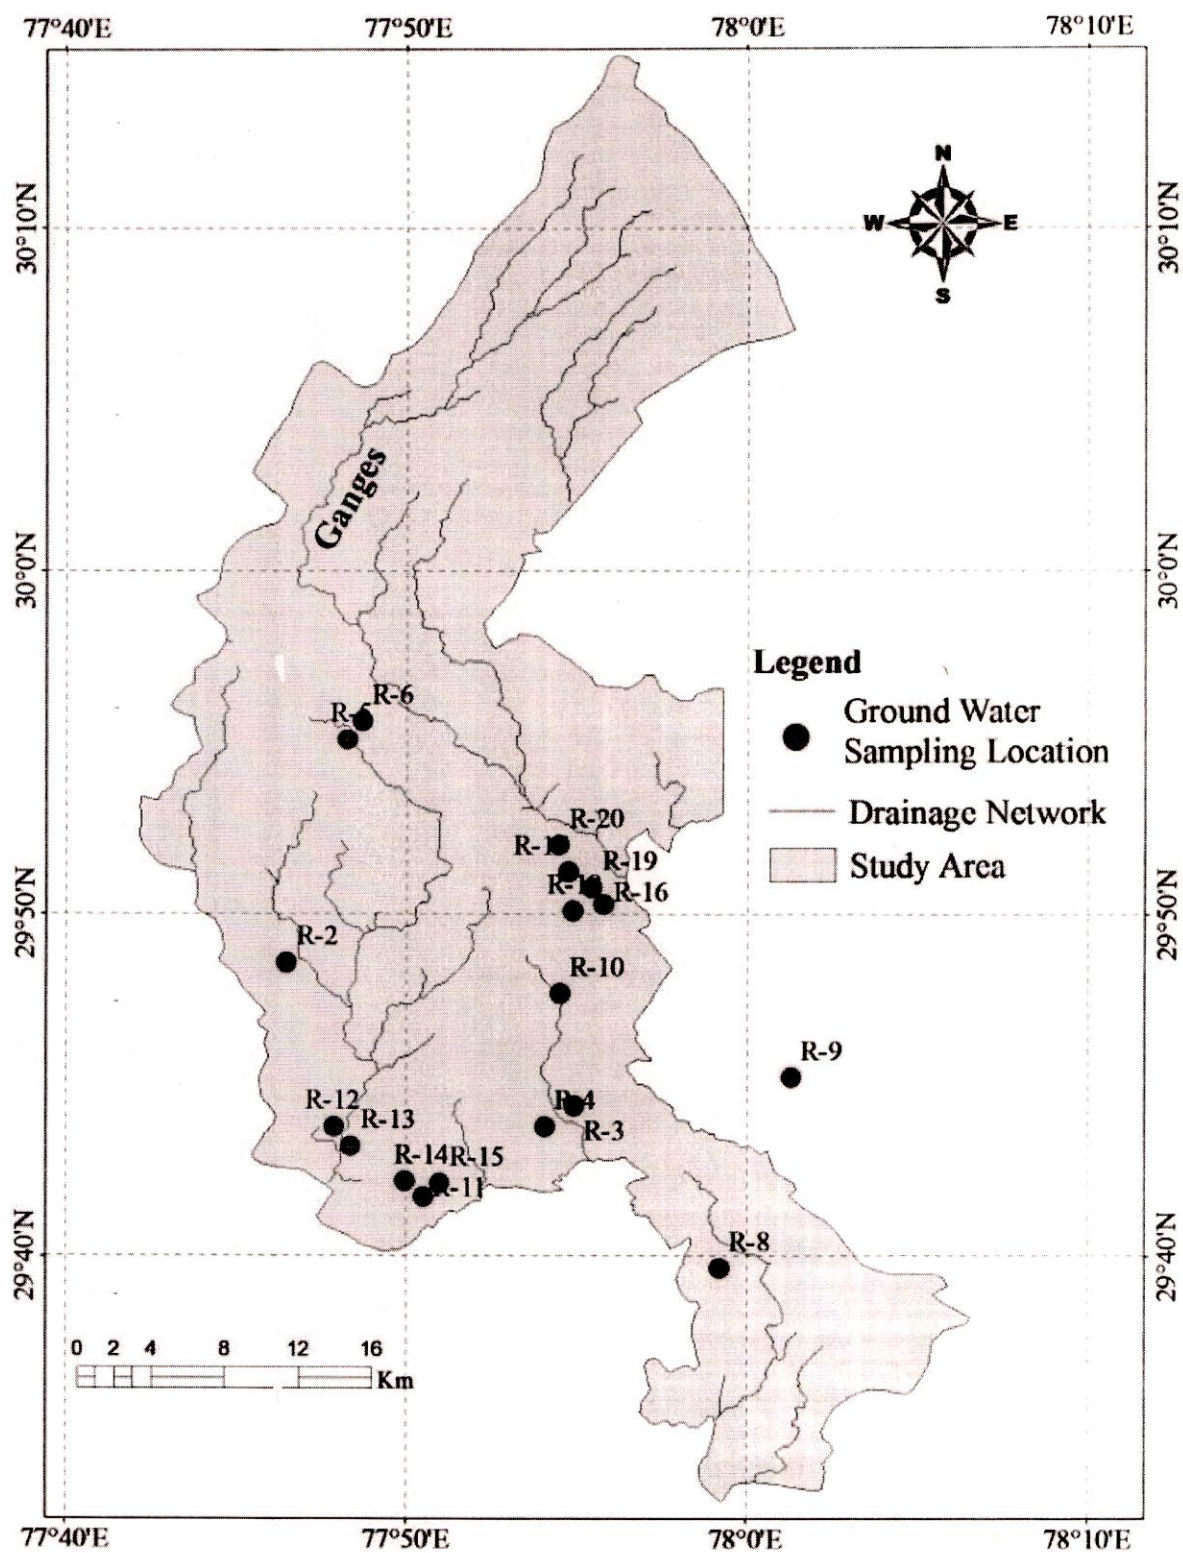 77°40'E 77°50'E 78°0'E 78°10'E
N
W E
S
30°10'N 30°10'N
Ganges
30°0'N 30°0'N
Legend
Ground Water
Sampling Location
Drainage Network
Study Area
R-6
R-5
R-20
R-19
R-16
29°50'N 29°50'N
R-2
R-10
R-9
R-12
R-4
R-13
R-3
R-14
R-15
R-11
29°40'N 29°40'N
R-8
0 2 4 8 12 16
Km
77°40'E 77°50'E 78°0'E 78°10'E